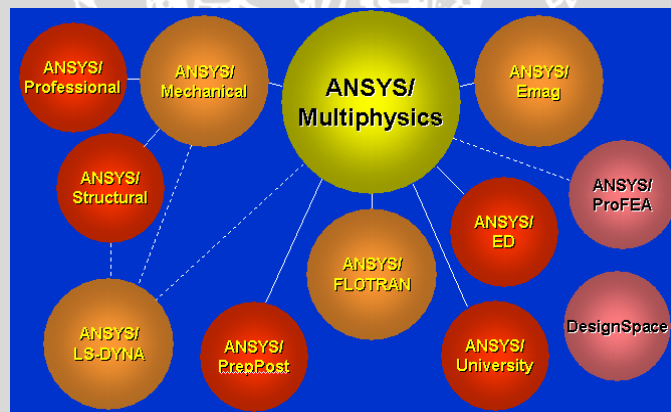 ANSYS/
Professional
ANSYS/
Mechanical
ANSYS/
Multiphysics
ANSYS/
Emag
ANSYS/
Structural
ANSYS/
ProFEA
ANSYS/
ED
ANSYS/
FLOTRAN
ANSYS/
LS-DYNA
ANSYS/
PrepPost
ANSYS/
University
DesignSpace